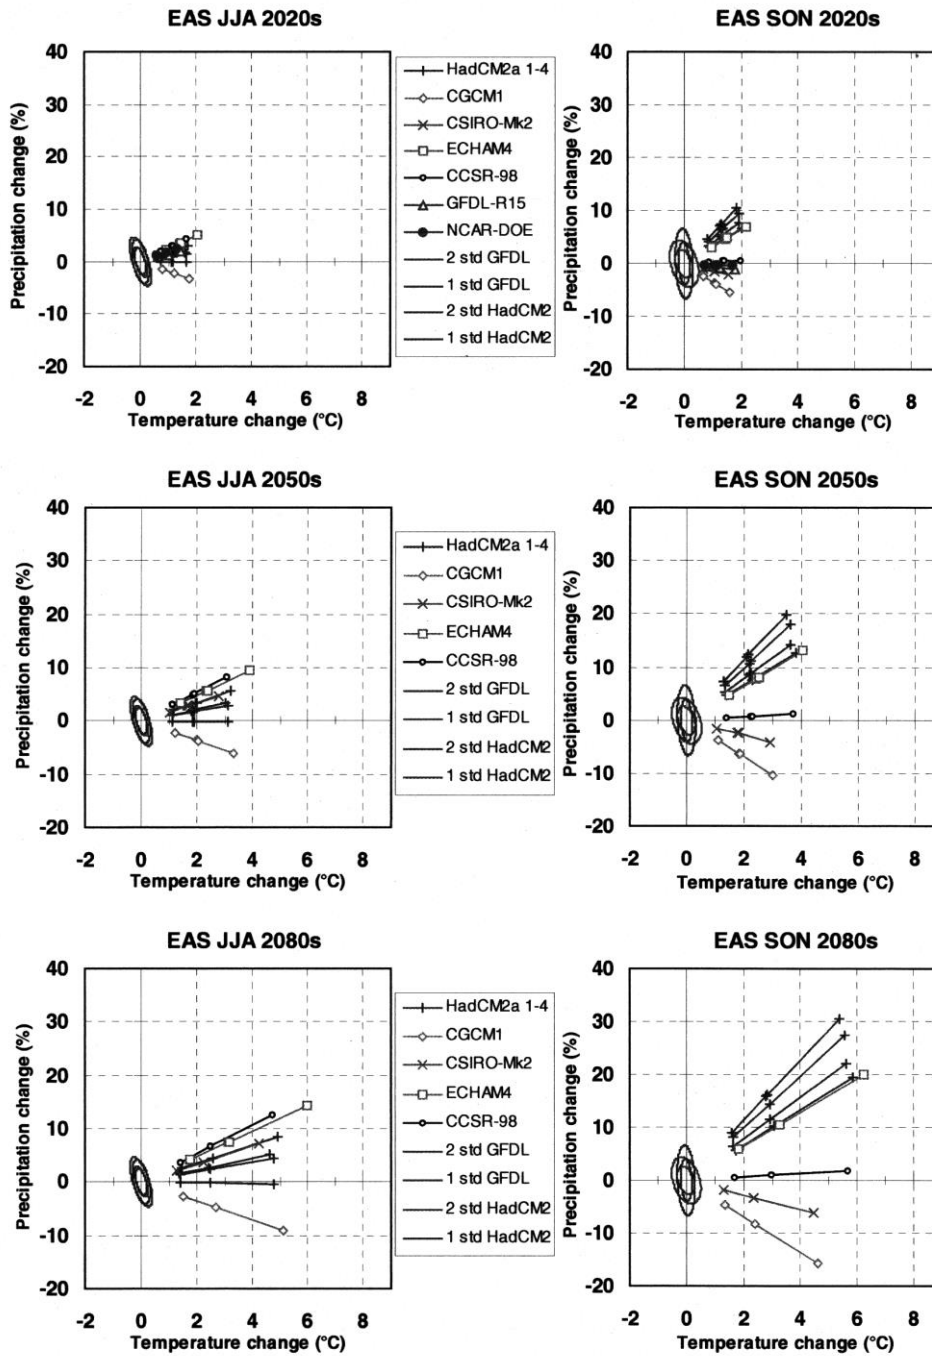 EAS JJA 2020s
Precipitation change (%)
40
30
20
10
0
-10
-20
-2 0 2 4 6 8
Temperature change (°C)
HadCM2a 1-4
CGCM1
CSIRO-Mk2
ECHAM4
CCSR-98
GFDL-R15
NCAR-DOE
2 std GFDL
1 std GFDL
2 std HadCM2
1 std HadCM2
EAS SON 2020s
Precipitation change (%)
40
30
20
10
0
-10
-20
-2 0 2 4 6 8
Temperature change (°C)
EAS JJA 2050s
Precipitation change (%)
40
30
20
10
0
-10
-20
-2 0 2 4 6 8
Temperature change (°C)
HadCM2a 1-4
CGCM1
CSIRO-Mk2
ECHAM4
CCSR-98
2 std GFDL
1 std GFDL
2 std HadCM2
1 std HadCM2
EAS SON 2050s
Precipitation change (%)
40
30
20
10
0
-10
-20
-2 0 2 4 6 8
Temperature change (°C)
EAS JJA 2080s
Precipitation change (%)
40
30
20
10
0
-10
-20
-2 0 2 4 6 8
Temperature change (°C)
HadCM2a 1-4
CGCM1
CSIRO-Mk2
ECHAM4
CCSR-98
2 std GFDL
1 std GFDL
2 std HadCM2
1 std HadCM2
EAS SON 2080s
Precipitation change (%)
40
30
20
10
0
-10
-20
-2 0 2 4 6 8
Temperature change (°C)